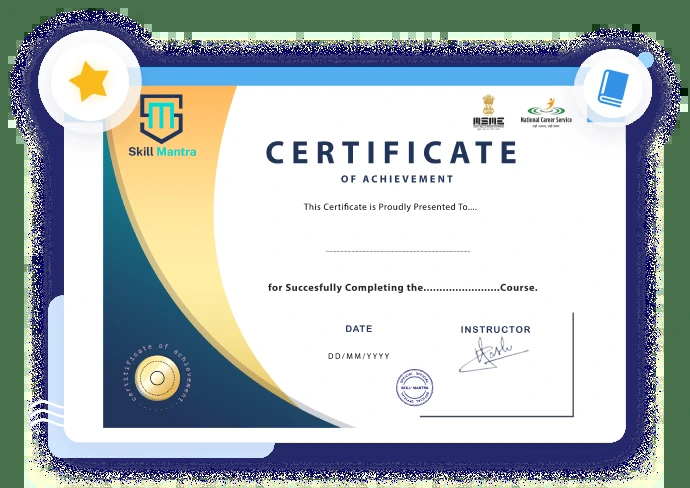 Skill Mantra
MSME
National Career Service
CERTIFICATE
OF ACHIEVEMENT
This Certificate is Proudly Presented To....
for Succesfully Completing the........................Course.
DATE
INSTRUCTOR
DD/MM/YYYY
certificate of achievement
SKILL-MANTRA